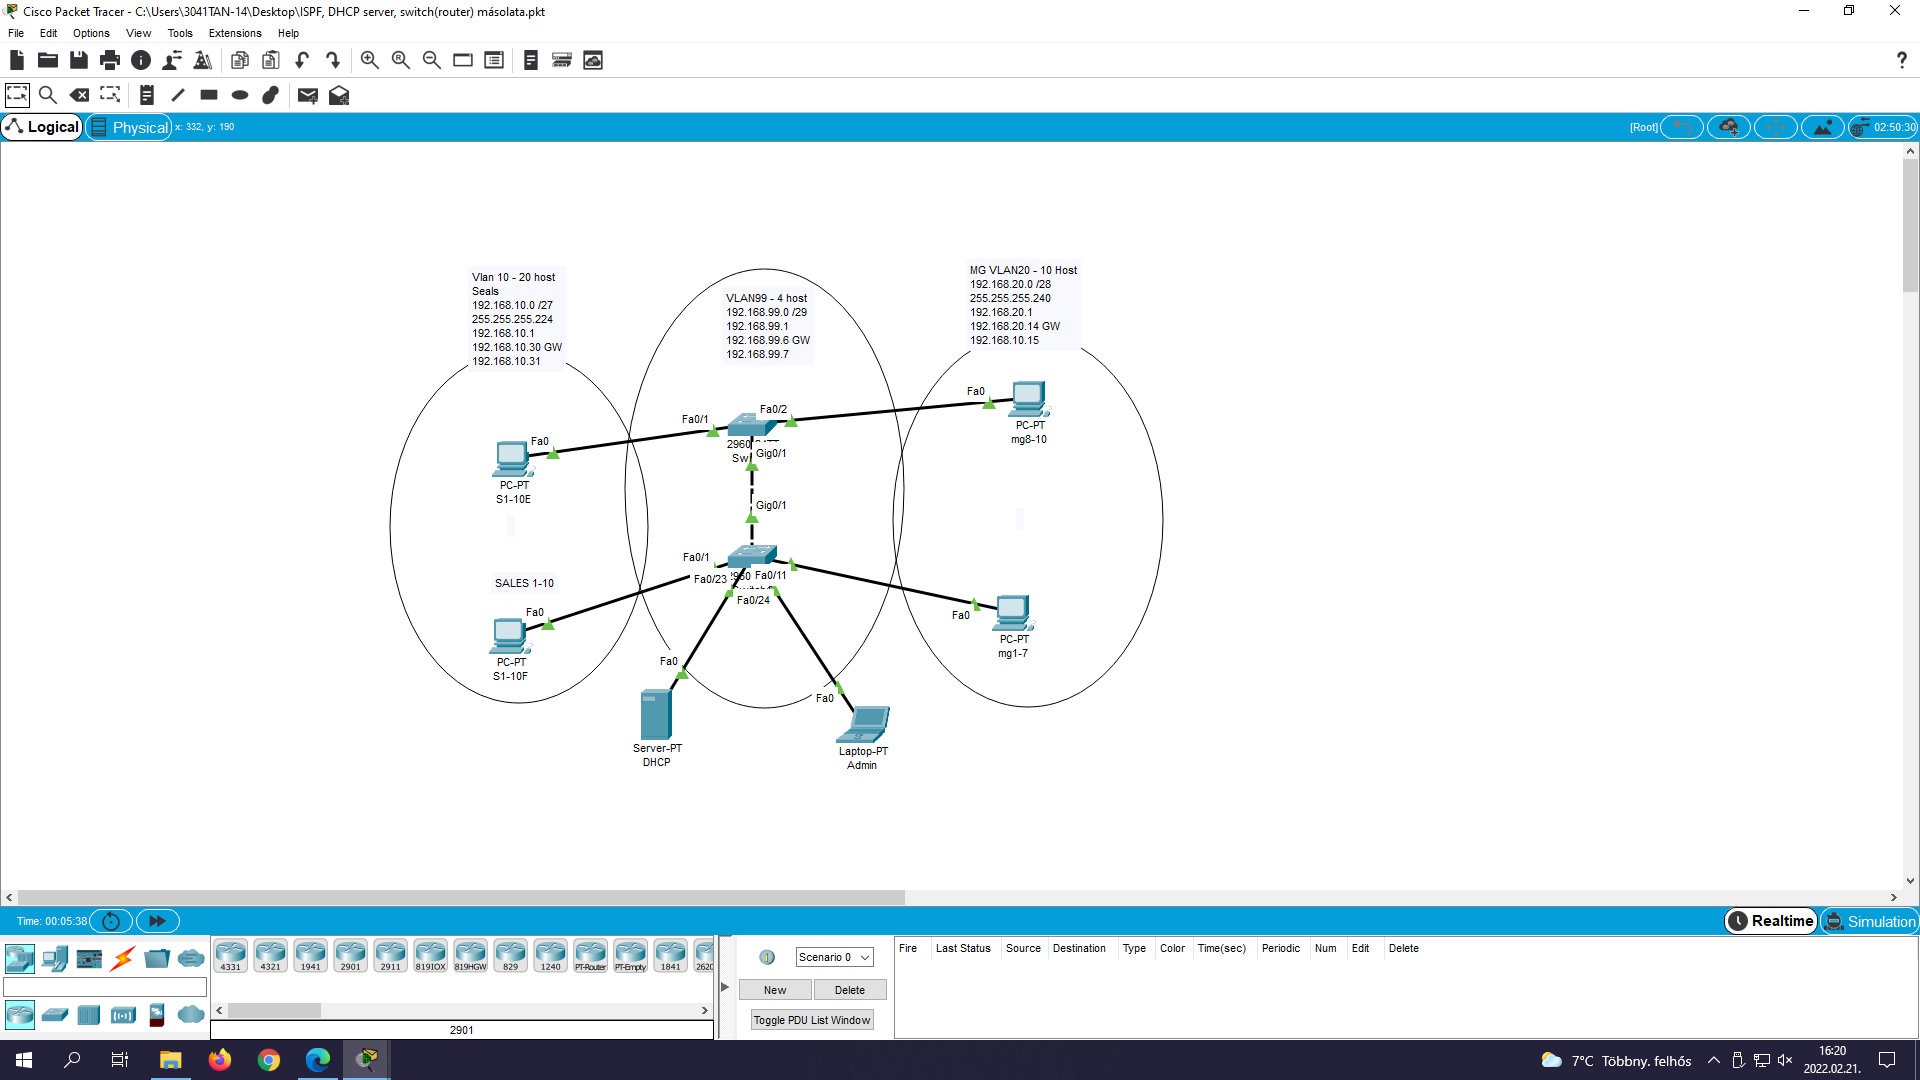 Cisco Packet Tracer - C:\Users\3041TAN-14\Desktop\ISPF, DHCP server, switch(router) másolata.pkt
File Edit Options View Tools Extensions Help
?
Logical Physical x: 332, y: 190 [Root] 02:50:30
Vlan 10 - 20 host
Seals
192.168.10.0 /27
255.255.255.224
192.168.10.1
192.168.10.30 GW
192.168.10.31
VLAN99 - 4 host
192.168.99.0 /29
192.168.99.1
192.168.99.6 GW
192.168.99.7
MG VLAN20 - 10 Host
192.168.20.0 /28
255.255.255.240
192.168.20.1
192.168.20.14 GW
192.168.10.15
Fa0
PC-PT
mg8-10
Fa0/1
Fa0/2
2960
Sw
Gig0/1
Fa0
PC-PT
S1-10E
Gig0/1
Fa0/1
Fa0/23
960
Fa0/11
Fa0/24
SALES 1-10
Fa0
PC-PT
S1-10F
Fa0
PC-PT
mg1-7
Fa0
Server-PT
DHCP
Fa0
Laptop-PT
Admin
Time: 00:05:38
Realtime Simulation
4331 4321 1941 2901 2911 819IOX 819HGW 829 1240 PT-Router PT-Empty 1841 2620
2901
Scenario 0
New Delete
Toggle PDU List Window
Fire Last Status Source Destination Type Color Time(sec) Periodic Num Edit Delete
7°C Többny. felhős
16:20
2022.02.21.